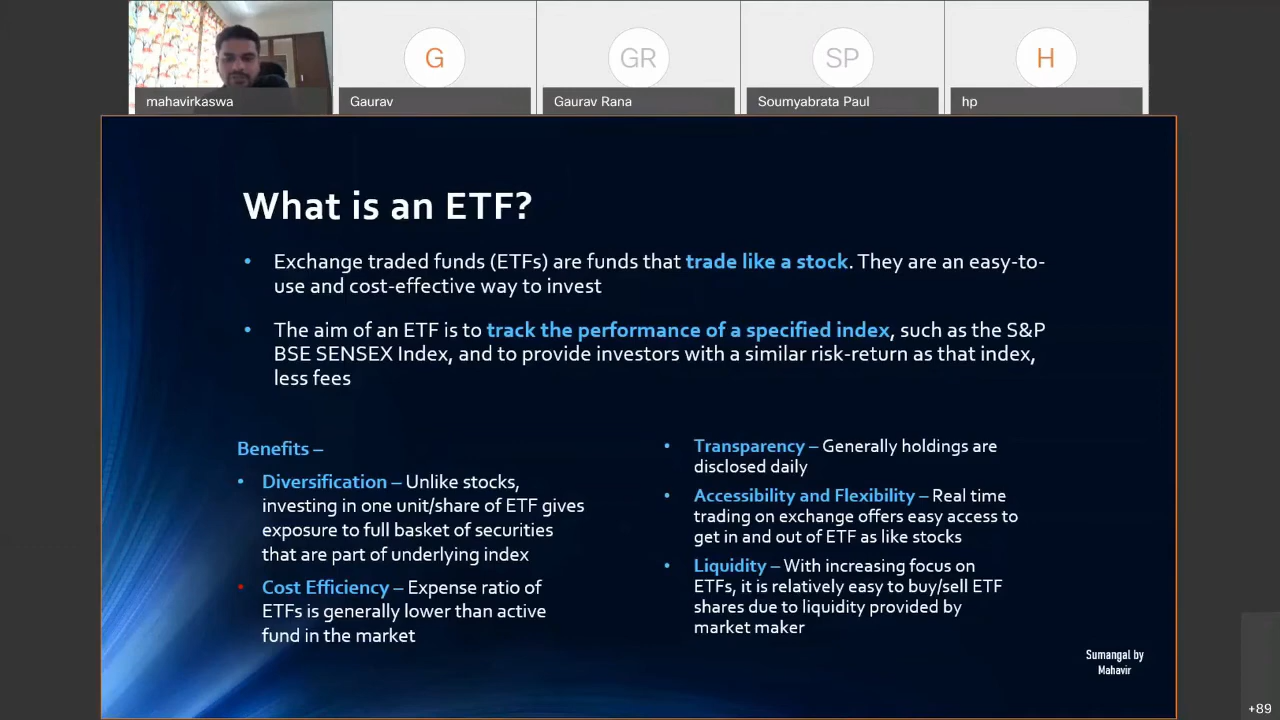 mahavirkaswa
G
Gaurav
GR
Gaurav Rana
SP
Soumyabrata Paul
H
hp
What is an ETF?
• Exchange traded funds (ETFs) are funds that trade like a stock. They are an easy-to-
use and cost-effective way to invest
• The aim of an ETF is to track the performance of a specified index, such as the S&P
BSE SENSEX Index, and to provide investors with a similar risk-return as that index,
less fees
Benefits –
• Diversification – Unlike stocks,
investing in one unit/share of ETF gives
exposure to full basket of securities
that are part of underlying index
• Cost Efficiency – Expense ratio of
ETFs is generally lower than active
fund in the market
• Transparency – Generally holdings are
disclosed daily
• Accessibility and Flexibility – Real time
trading on exchange offers easy access to
get in and out of ETF as like stocks
• Liquidity – With increasing focus on
ETFs, it is relatively easy to buy/sell ETF
shares due to liquidity provided by
market maker
Sumangal by
Mahavir
+89